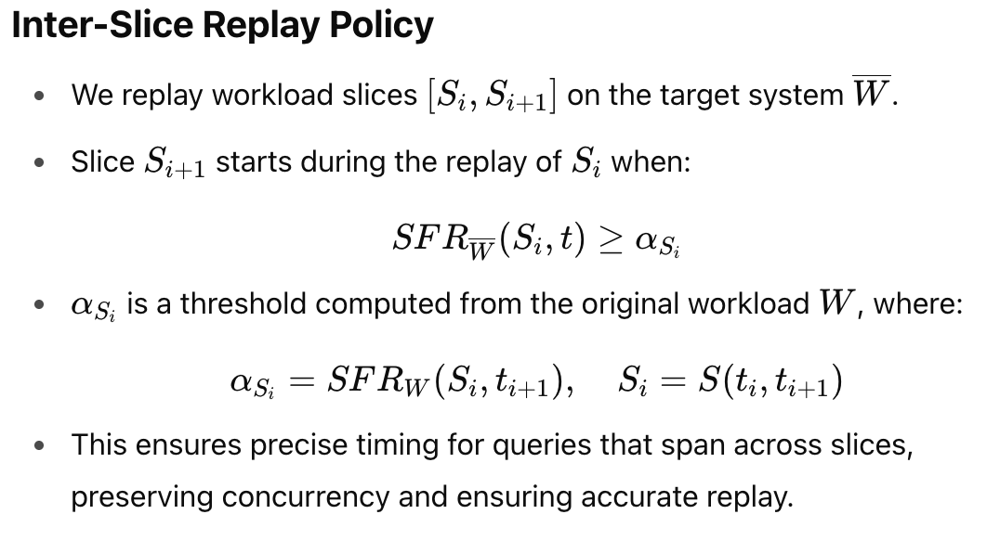 Inter-Slice Replay Policy
• We replay workload slices $[S_i, S_{i+1}]$ on the target system $\overline{W}$.
• Slice $S_{i+1}$ starts during the replay of $S_i$ when:
$SFR_{\overline{W}}(S_i, t) \geq \alpha_{S_i}$
• $\alpha_{S_i}$ is a threshold computed from the original workload $W$, where:
$\alpha_{S_i} = SFR_W(S_i, t_{i+1}), \quad S_i = S(t_i, t_{i+1})$
• This ensures precise timing for queries that span across slices,
preserving concurrency and ensuring accurate replay.